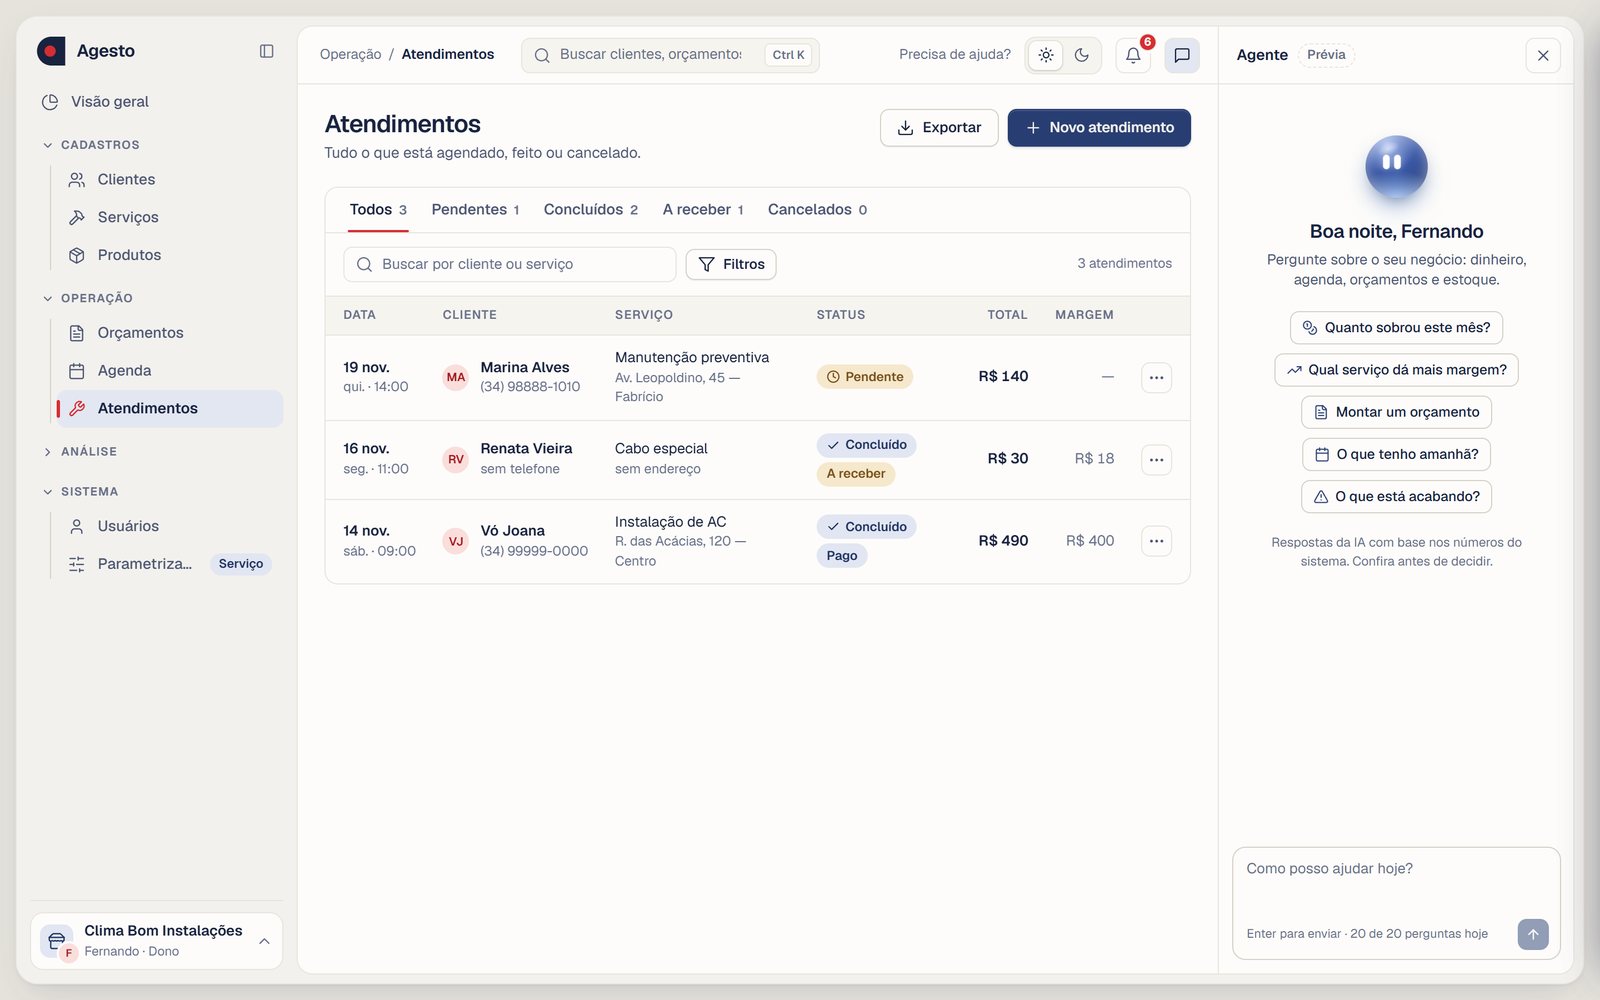 Agesto
Visão geral
CADASTROS
Clientes
Serviços
Produtos
OPERAÇÃO
Orçamentos
Agenda
Atendimentos
ANÁLISE
SISTEMA
Usuários
Parametriza... Serviço
Clima Bom Instalações
F
Fernando · Dono
Operação / Atendimentos
Buscar clientes, orçamentos Ctrl K
Precisa de ajuda?
6
Atendimentos
Tudo o que está agendado, feito ou cancelado.
Exportar
Novo atendimento
Todos 3 Pendentes 1 Concluídos 2 A receber 1 Cancelados 0
Buscar por cliente ou serviço
Filtros
3 atendimentos
DATA CLIENTE SERVIÇO STATUS TOTAL MARGEM
19 nov.
qui. · 14:00
MA
Marina Alves
(34) 98888-1010
Manutenção preventiva
Av. Leopoldino, 45 —
Fabrício
Pendente
R$ 140
—
16 nov.
seg. · 11:00
RV
Renata Vieira
sem telefone
Cabo especial
sem endereço
Concluído
A receber
R$ 30
R$ 18
14 nov.
sáb. · 09:00
VJ
Vó Joana
(34) 99999-0000
Instalação de AC
R. das Acácias, 120 —
Centro
Concluído
Pago
R$ 490
R$ 400
Agente Prévia
Boa noite, Fernando
Pergunte sobre o seu negócio: dinheiro,
agenda, orçamentos e estoque.
Quanto sobrou este mês?
Qual serviço dá mais margem?
Montar um orçamento
O que tenho amanhã?
O que está acabando?
Respostas da IA com base nos números do
sistema. Confira antes de decidir.
Como posso ajudar hoje?
Enter para enviar · 20 de 20 perguntas hoje